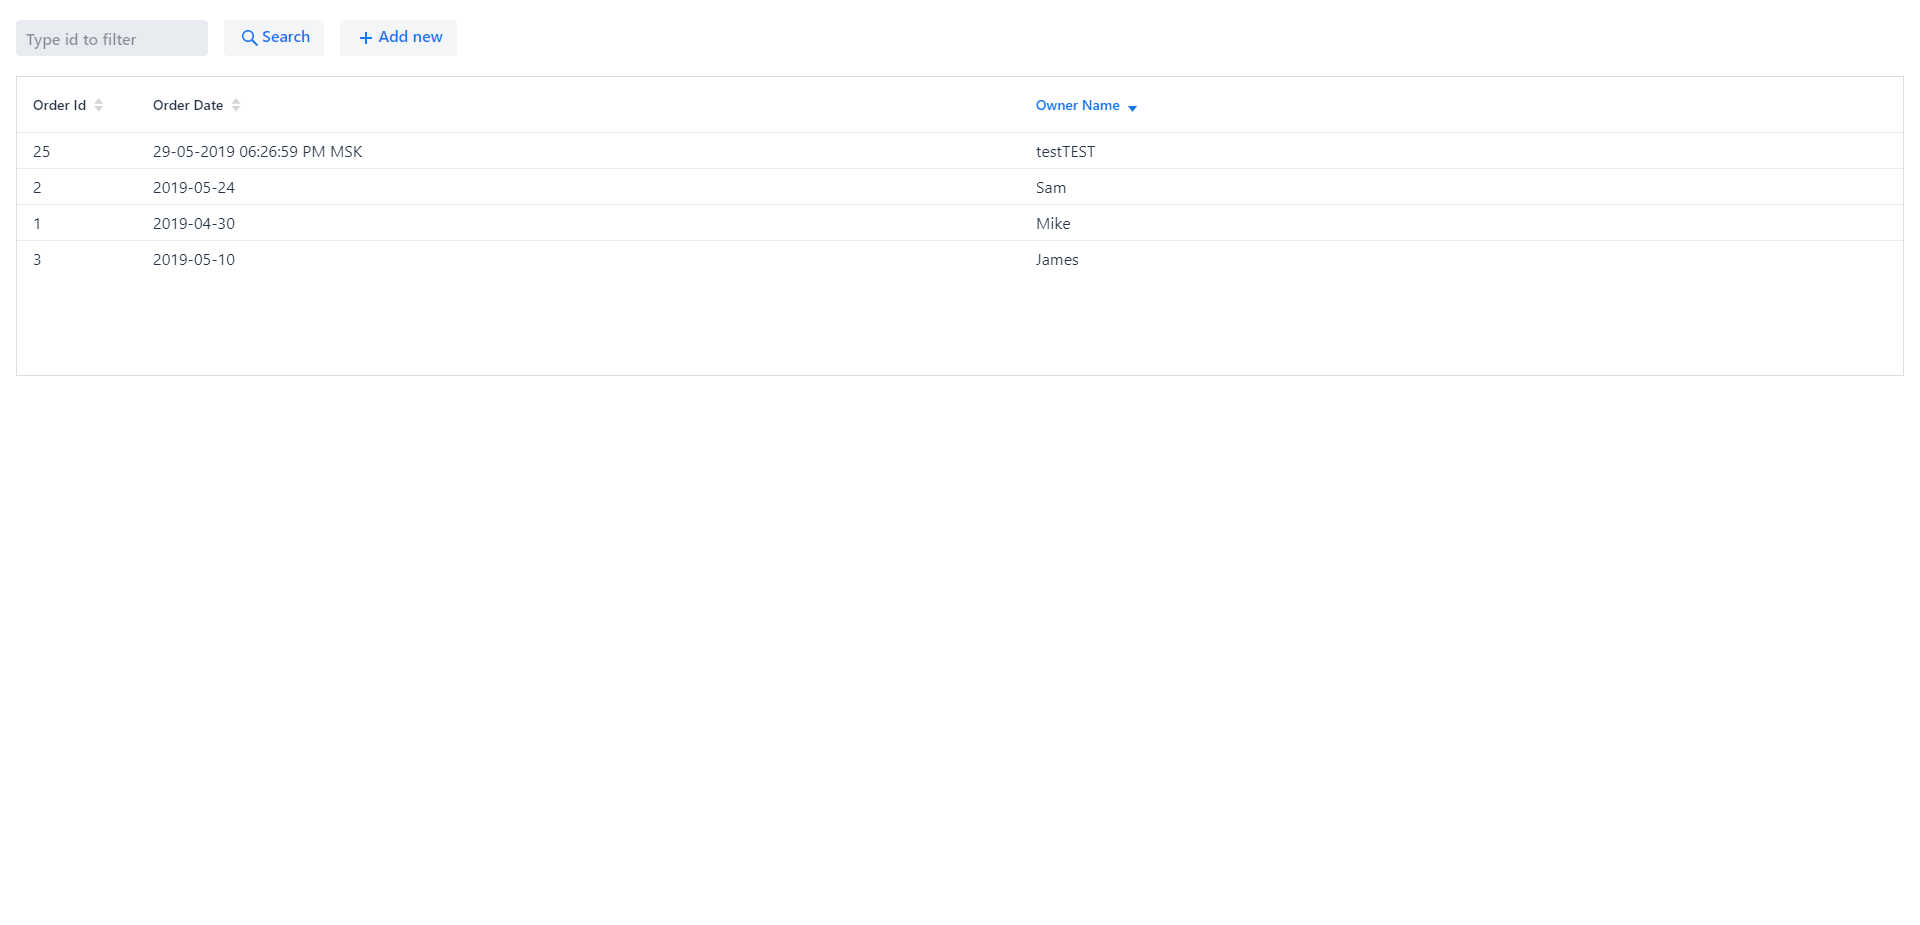 Type id to filter Search Add new
Order Id Order Date Owner Name
25 29-05-2019 06:26:59 PM MSK testTEST
2 2019-05-24 Sam
1 2019-04-30 Mike
3 2019-05-10 James